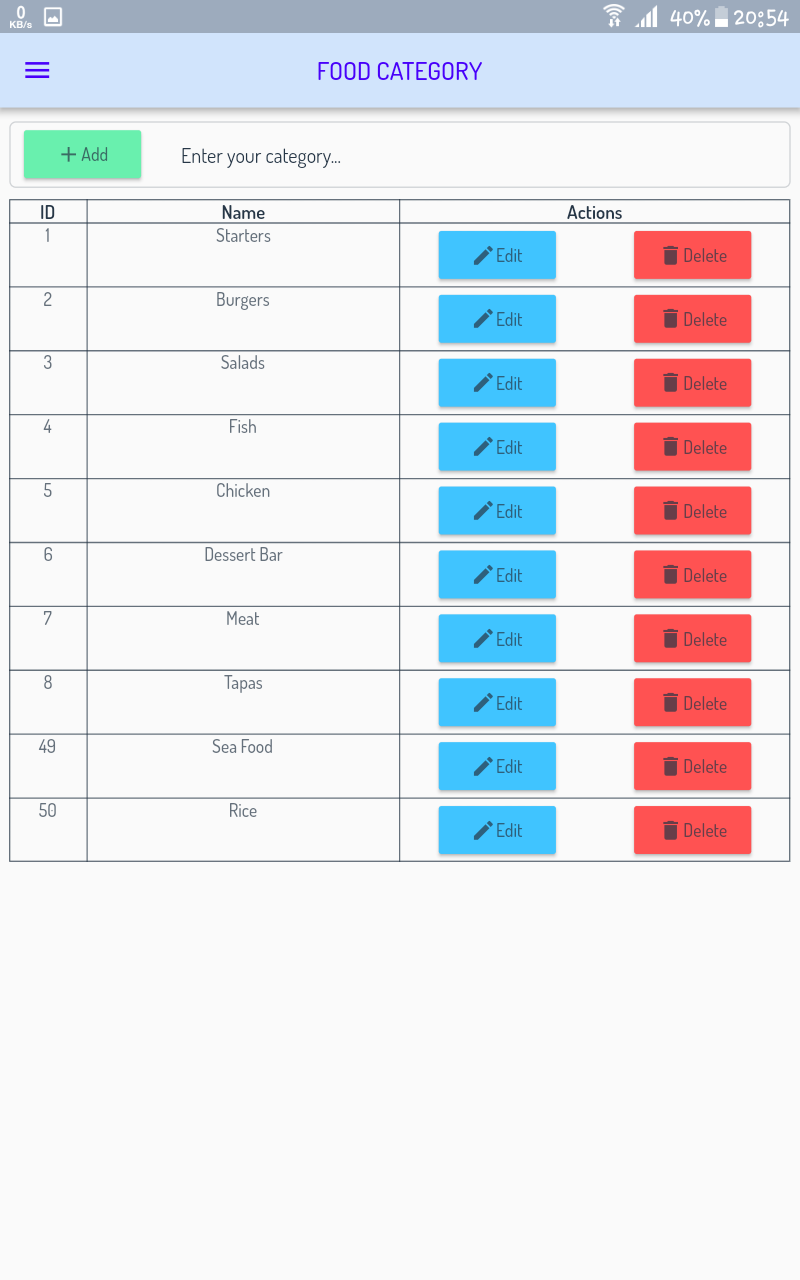 0
KB/s
40% 20:54
FOOD CATEGORY
+ Add Enter your category...
ID Name Actions
1 Starters Edit Delete
2 Burgers Edit Delete
3 Salads Edit Delete
4 Fish Edit Delete
5 Chicken Edit Delete
6 Dessert Bar Edit Delete
7 Meat Edit Delete
8 Tapas Edit Delete
49 Sea Food Edit Delete
50 Rice Edit Delete